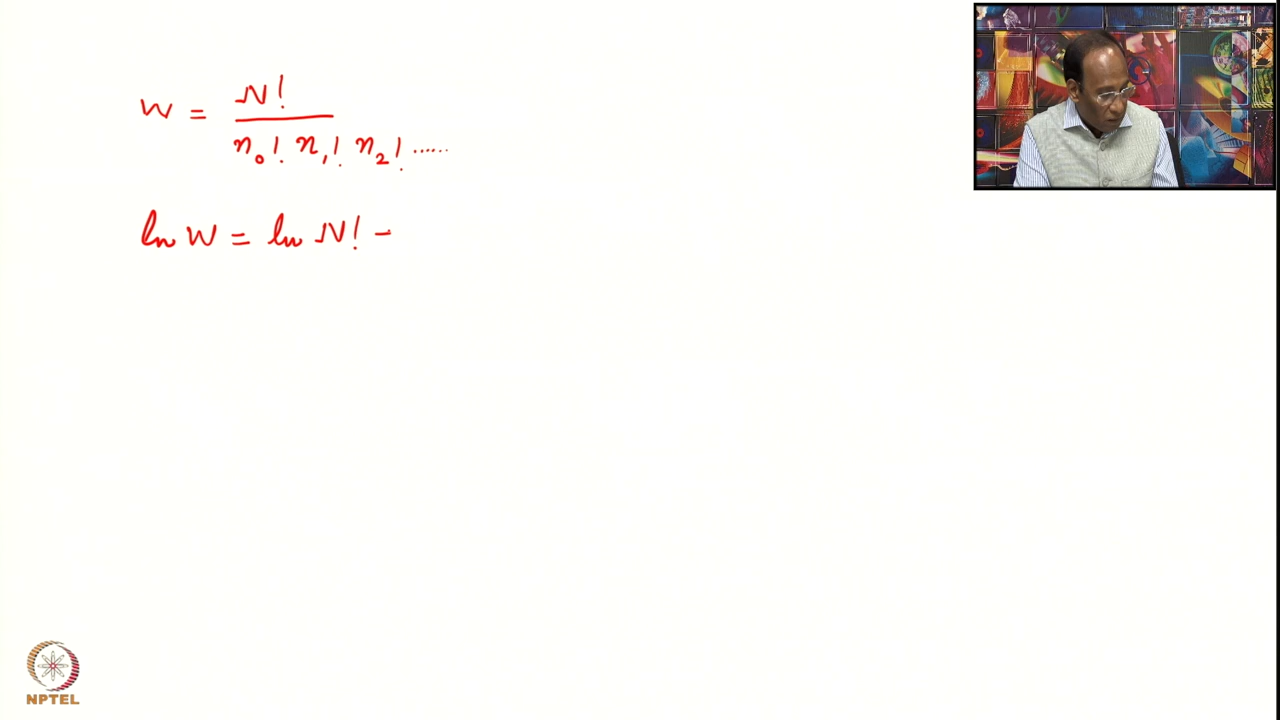 W = N! / n₀! n₁! n₂! ......
ln W = ln N! -
NPTEL